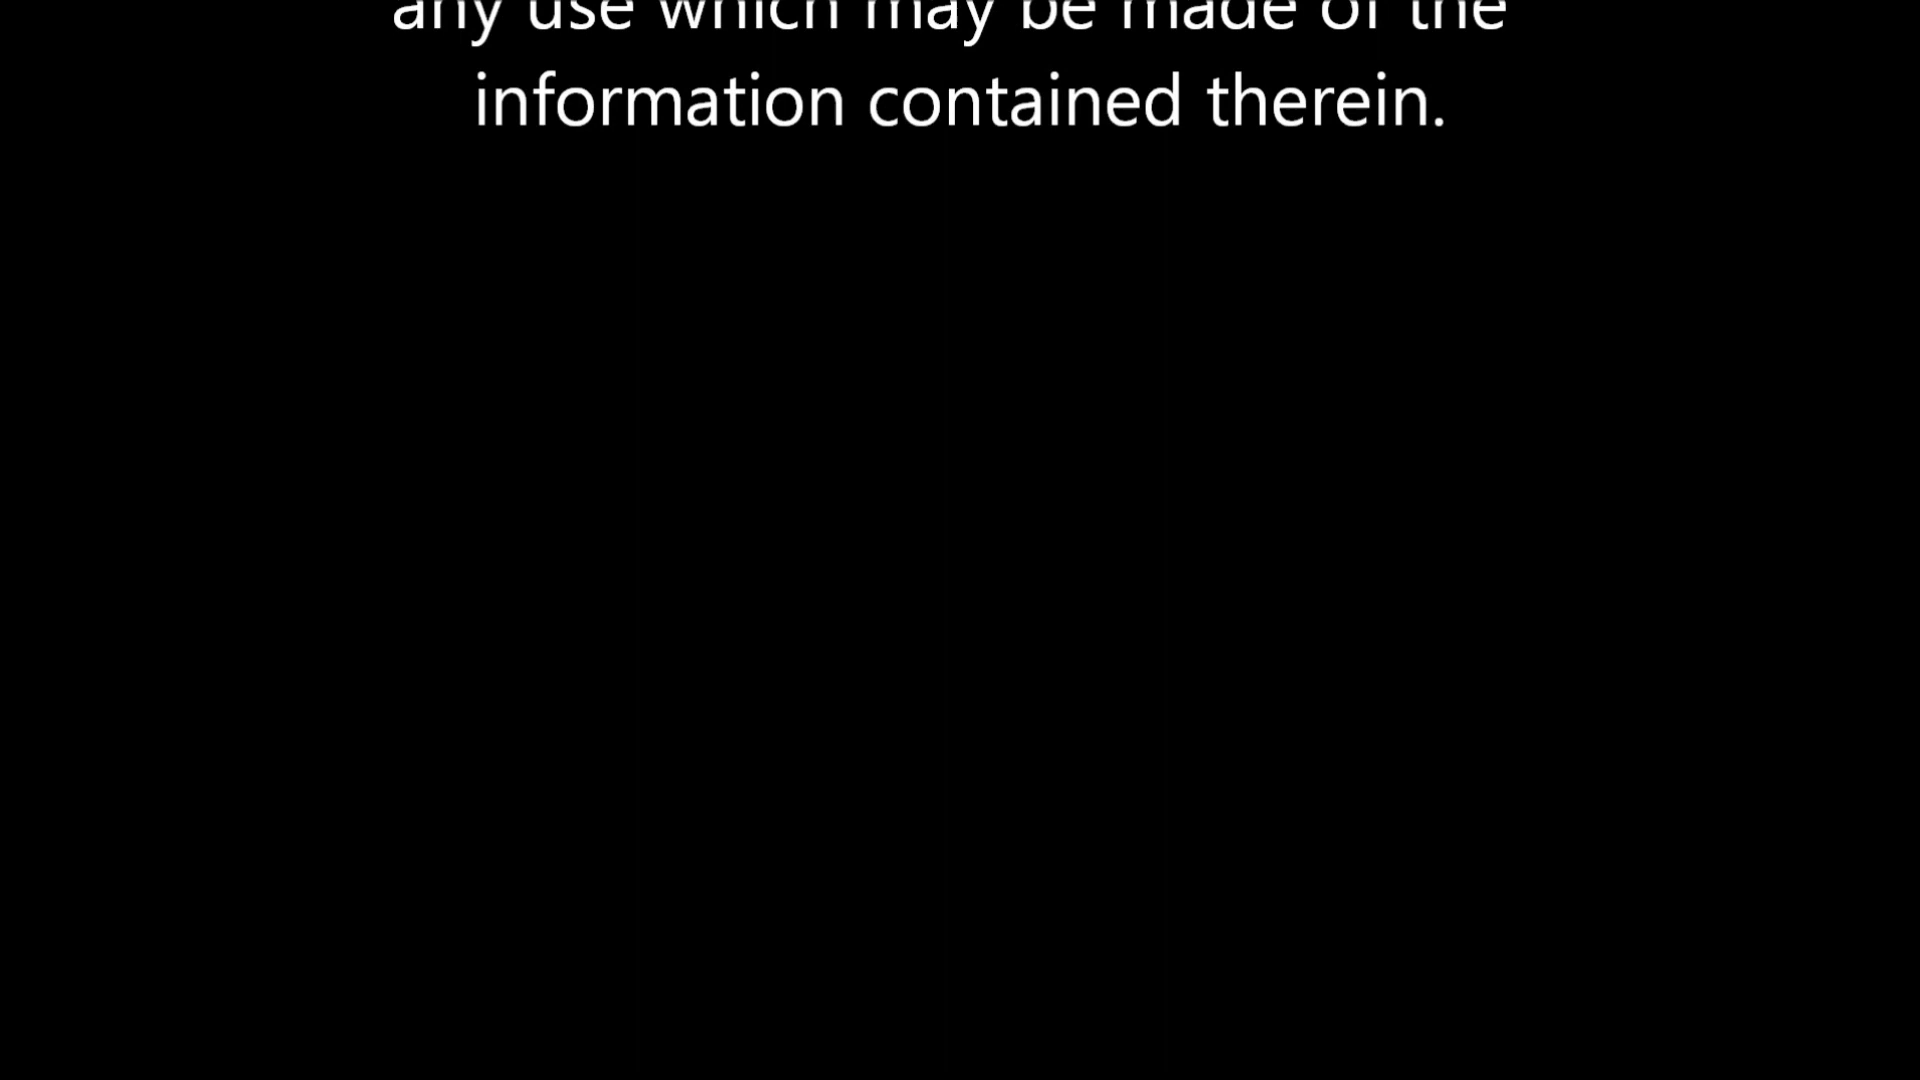 any use which may be made of the
information contained therein.